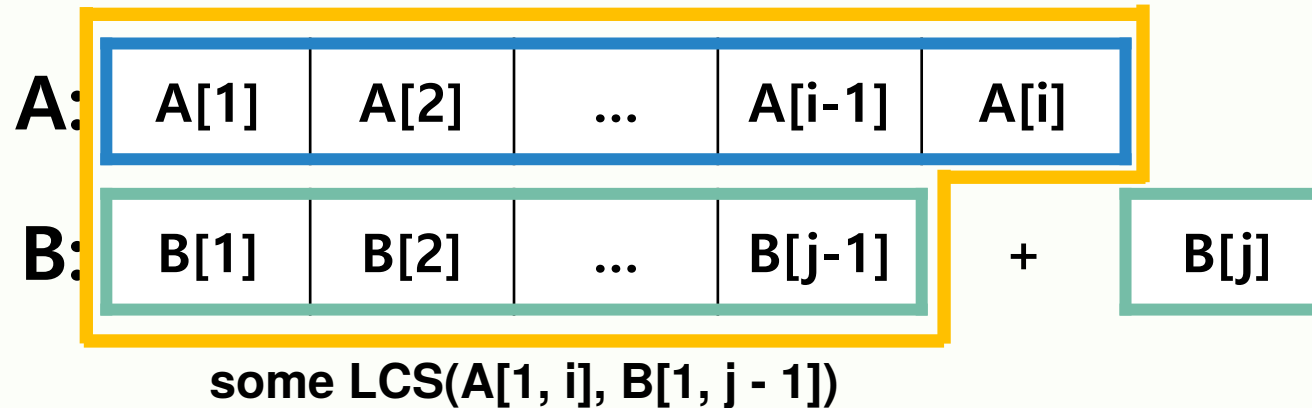 A: A[1] A[2] ... A[i-1] A[i]
B: B[1] B[2] ... B[j-1] + B[j]
some LCS(A[1, i], B[1, j - 1])